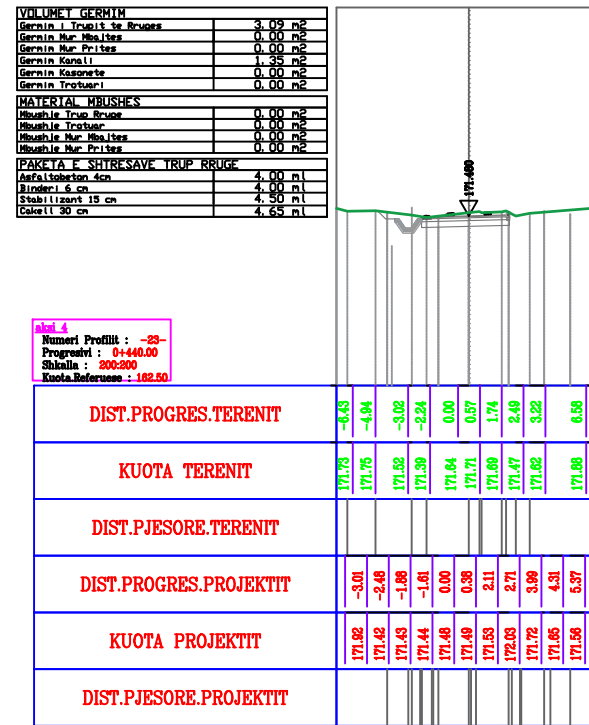 VOLUMET GERMIM
Germim i Trupit te Rruges 3.09 m2
Germim Mur Mbajtes 0.00 m2
Germim Mur Prites 0.00 m2
Germim Kanali 1.35 m2
Germim Kasonete 0.00 m2
Germim Trotuari 0.00 m2
MATERIAL MBUSHES
Mbushje Trup Rruge 0.00 m2
Mbushje Trotuar 0.00 m2
Mbushje Mur Mbajtes 0.00 m2
Mbushje Mur Prites 0.00 m2
PAKETA E SHTRESAVE TRUP RRUGE
Asfaltobeton 4cm 4.00 ml
Binderi 6 cm 4.00 ml
Stabilizant 15 cm 4.50 ml
Cakell 30 cm 4.65 ml
171.480
aksi 4
Numeri Profilit : -23-
Progresivi : 0+440.00
Shkalla : 200:200
Kuota.Referuese : 162.50
DIST.PROGRES.TERENIT -6.43 -4.94 -3.02 -2.24 0.00 0.57 1.74 2.49 3.22 6.58
KUOTA TERENIT 171.73 171.75 171.52 171.39 171.64 171.71 171.69 171.47 171.62 171.88
DIST.PJESORE.TERENIT
DIST.PROGRES.PROJEKTIT -3.01 -2.48 -1.88 -1.61 0.00 0.38 2.11 2.71 3.99 4.31 5.37
KUOTA PROJEKTIT 171.92 171.42 171.43 171.44 171.48 171.49 171.53 172.03 171.72 171.65 171.56
DIST.PJESORE.PROJEKTIT